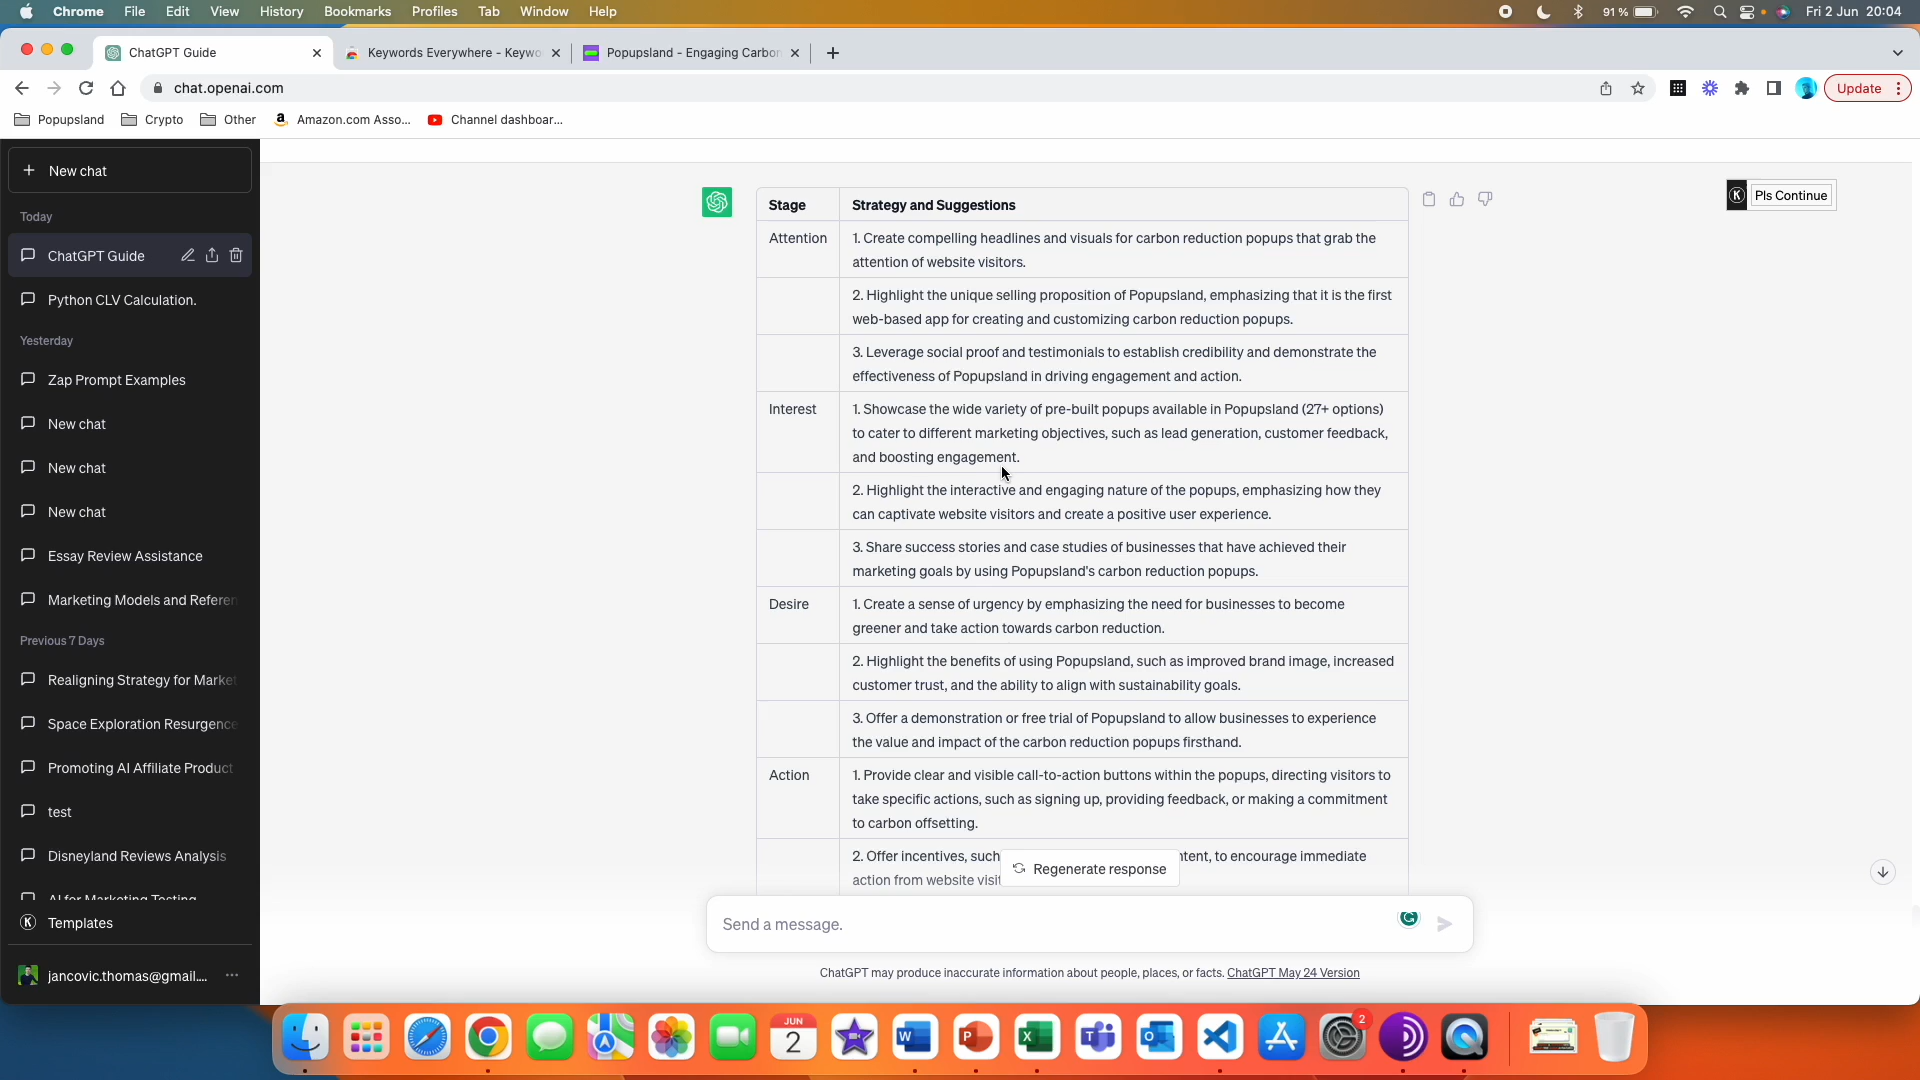 Chrome File Edit View History Bookmarks Profiles Tab Window Help 91 % Fri 2 Jun 20:04
ChatGPT Guide Keywords Everywhere - Keywo Popupsland - Engaging Carbon
chat.openai.com Update
Popupsland Crypto Other Amazon.com Asso... Channel dashboar...
New chat
Today
ChatGPT Guide
Python CLV Calculation.
Yesterday
Zap Prompt Examples
New chat
New chat
New chat
Essay Review Assistance
Marketing Models and Referen
Previous 7 Days
Realigning Strategy for Market
Space Exploration Resurgence
Promoting AI Affiliate Product
test
Disneyland Reviews Analysis
AI for Marketing Testing
Templates
jancovic.thomas@gmail....
K Pls Continue
Stage Strategy and Suggestions
Attention 1. Create compelling headlines and visuals for carbon reduction popups that grab the
attention of website visitors.
2. Highlight the unique selling proposition of Popupsland, emphasizing that it is the first
web-based app for creating and customizing carbon reduction popups.
3. Leverage social proof and testimonials to establish credibility and demonstrate the
effectiveness of Popupsland in driving engagement and action.
Interest 1. Showcase the wide variety of pre-built popups available in Popupsland (27+ options)
to cater to different marketing objectives, such as lead generation, customer feedback,
and boosting engagement.
2. Highlight the interactive and engaging nature of the popups, emphasizing how they
can captivate website visitors and create a positive user experience.
3. Share success stories and case studies of businesses that have achieved their
marketing goals by using Popupsland's carbon reduction popups.
Desire 1. Create a sense of urgency by emphasizing the need for businesses to become
greener and take action towards carbon reduction.
2. Highlight the benefits of using Popupsland, such as improved brand image, increased
customer trust, and the ability to align with sustainability goals.
3. Offer a demonstration or free trial of Popupsland to allow businesses to experience
the value and impact of the carbon reduction popups firsthand.
Action 1. Provide clear and visible call-to-action buttons within the popups, directing visitors to
take specific actions, such as signing up, providing feedback, or making a commitment
to carbon offsetting.
2. Offer incentives, such ntent, to encourage immediate
action from website visit
Regenerate response
Send a message.
ChatGPT may produce inaccurate information about people, places, or facts. ChatGPT May 24 Version
JUN
2
2